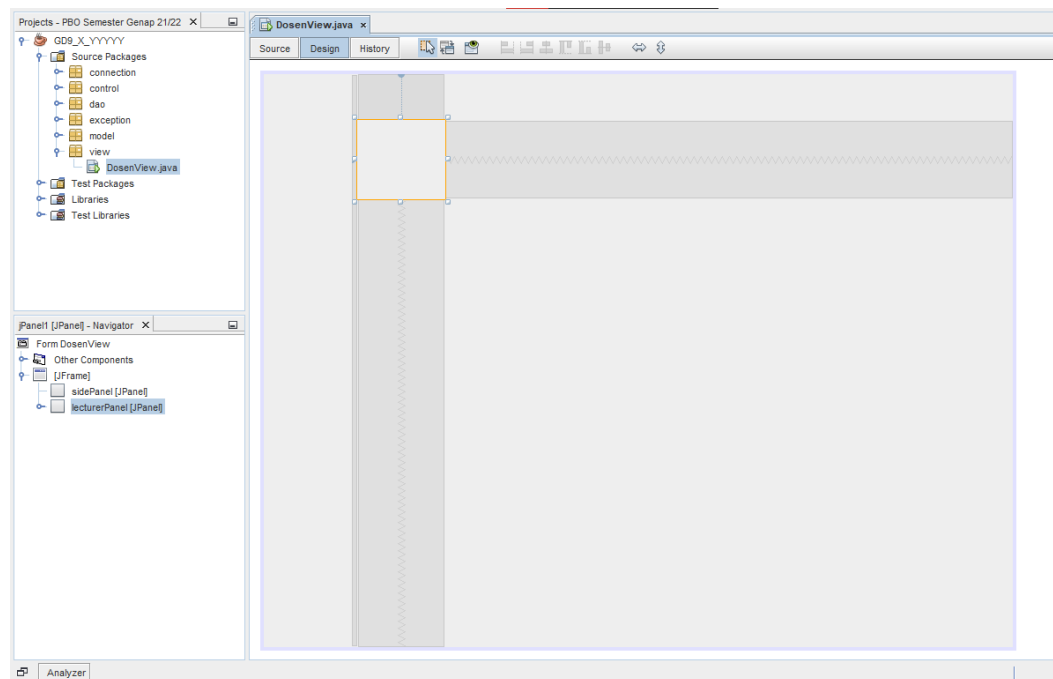 Projects - PBO Semester Genap 21/22
GD9_X_YYYYY
Source Packages
connection
control
dao
exception
model
view
DosenView.java
Test Packages
Libraries
Test Libraries
jPanel1 [JPanel] - Navigator
Form DosenView
Other Components
[JFrame]
sidePanel [JPanel]
lecturerPanel [JPanel]
Analyzer
DosenView.java
Source Design History